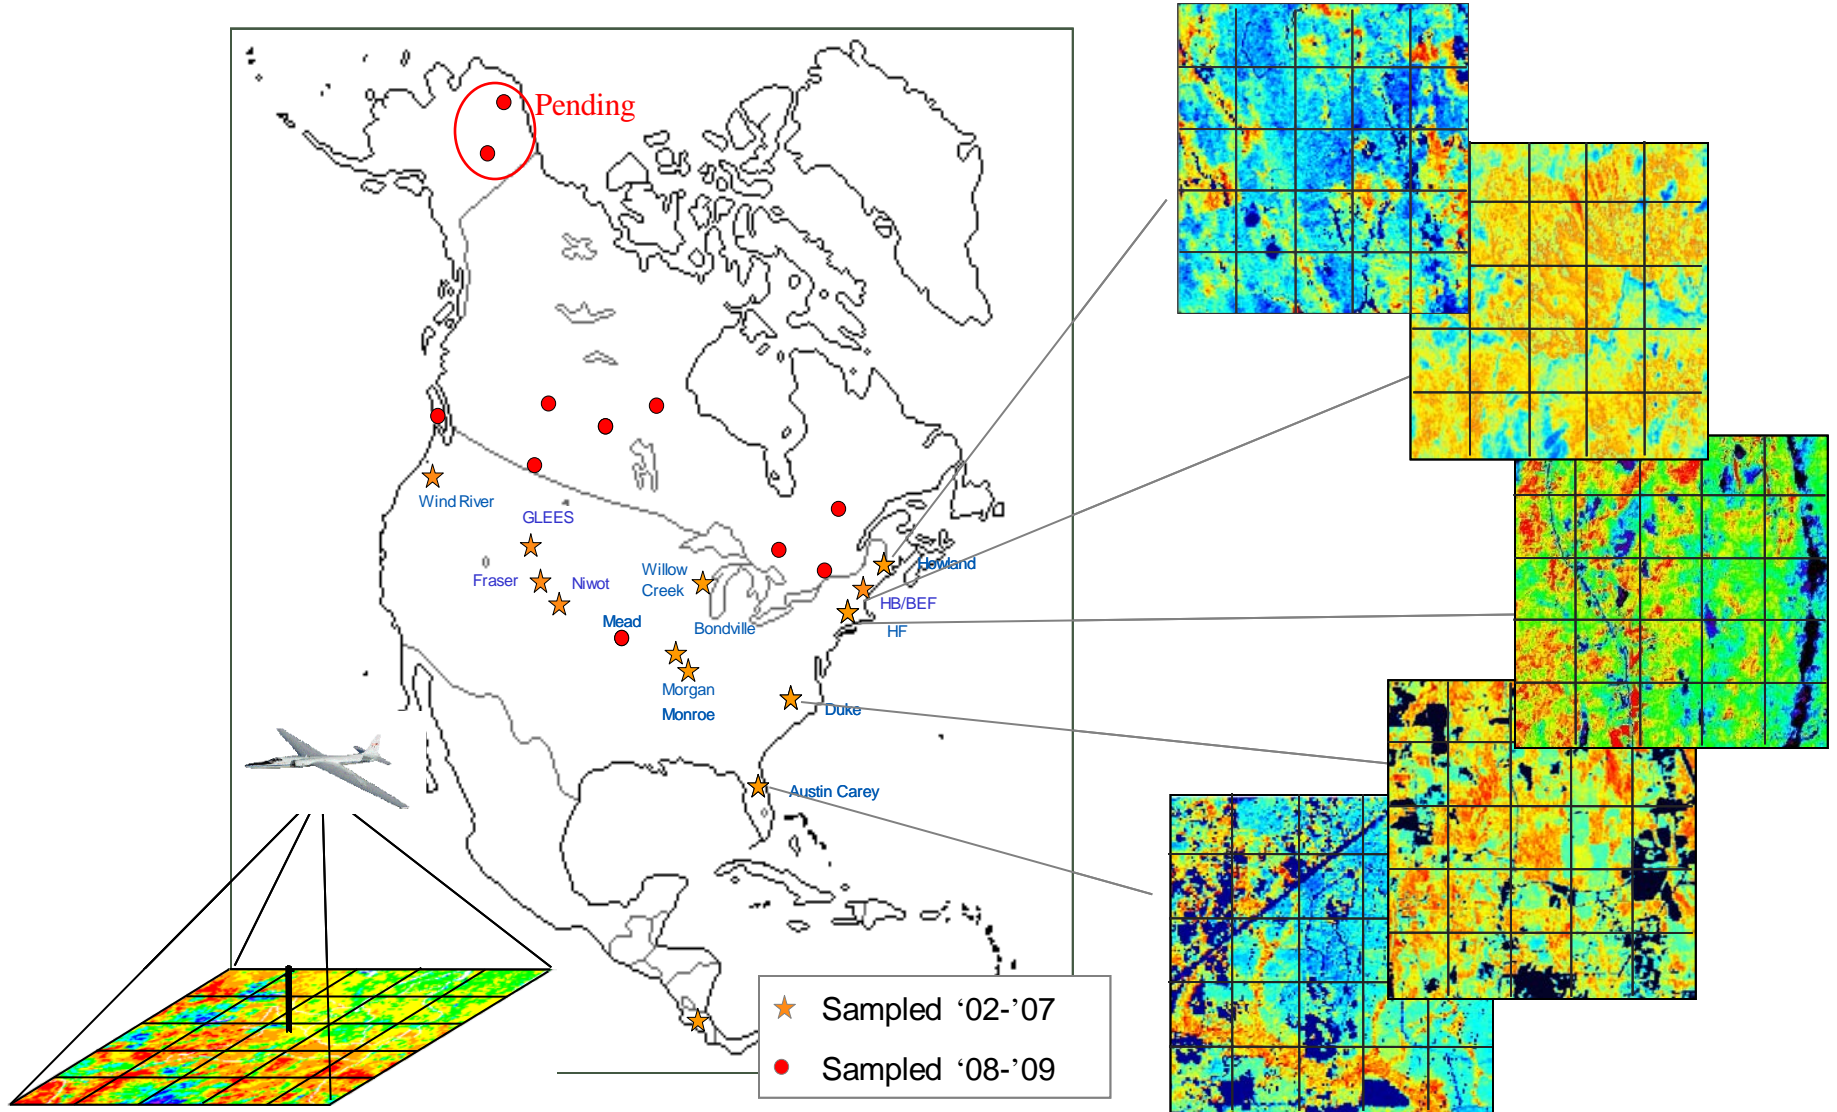 Pending
Wind River
GLEES
Fraser
Niwot
Willow
Creek
Mead
Bondville
Morgan
Monroe
Howland
HB/BEF
HF
Duke
Austin Carey
Sampled ‘02-’07
Sampled ‘08-’09